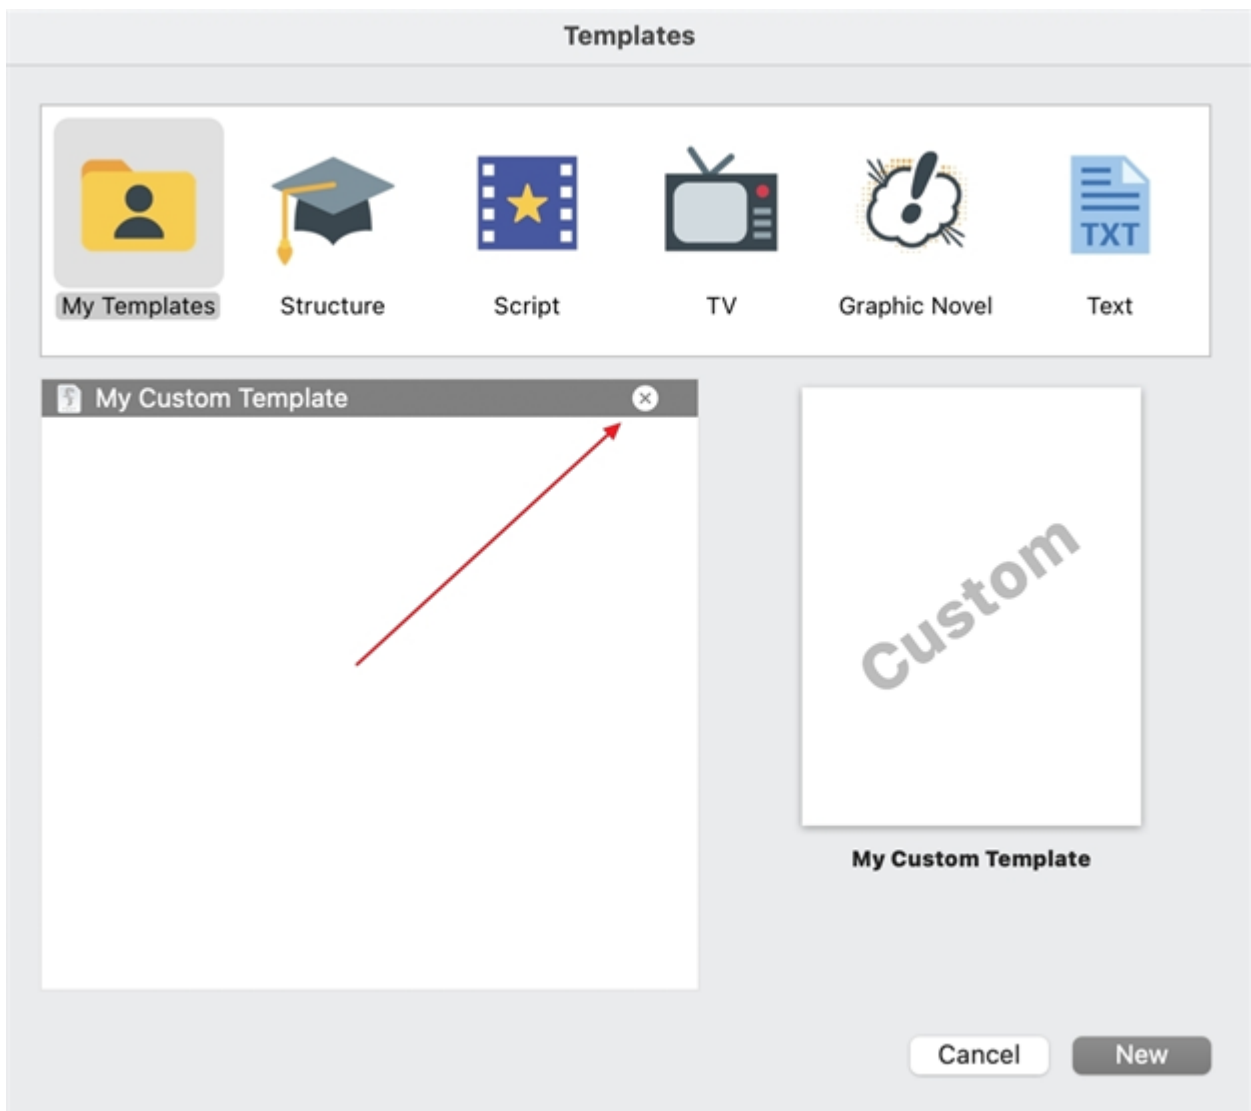 Templates
My Templates
Structure
Script
TV
Graphic Novel
TXT
Text
My Custom Template
Custom
My Custom Template
Cancel
New